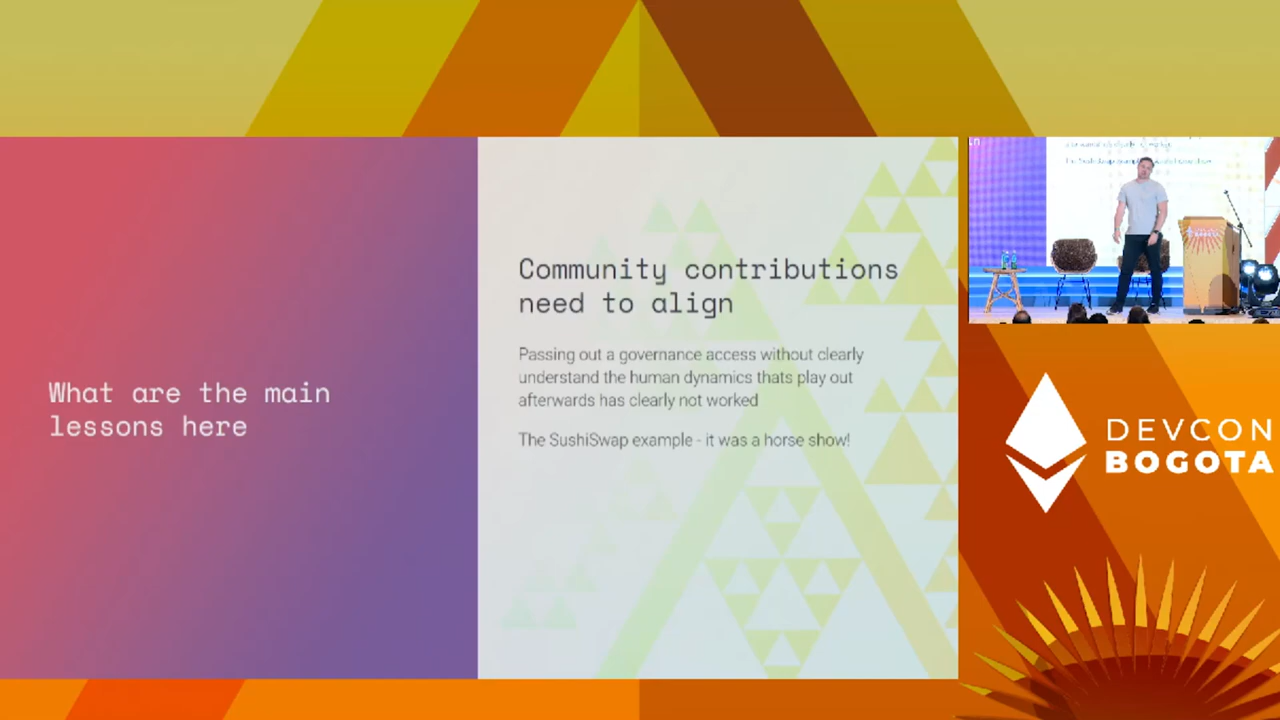 What are the main
lessons here
Community contributions
need to align
Passing out a governance access without clearly
understand the human dynamics thats play out
afterwards has clearly not worked
The SushiSwap example - it was a horse show!
DEVCON
BOGOTA